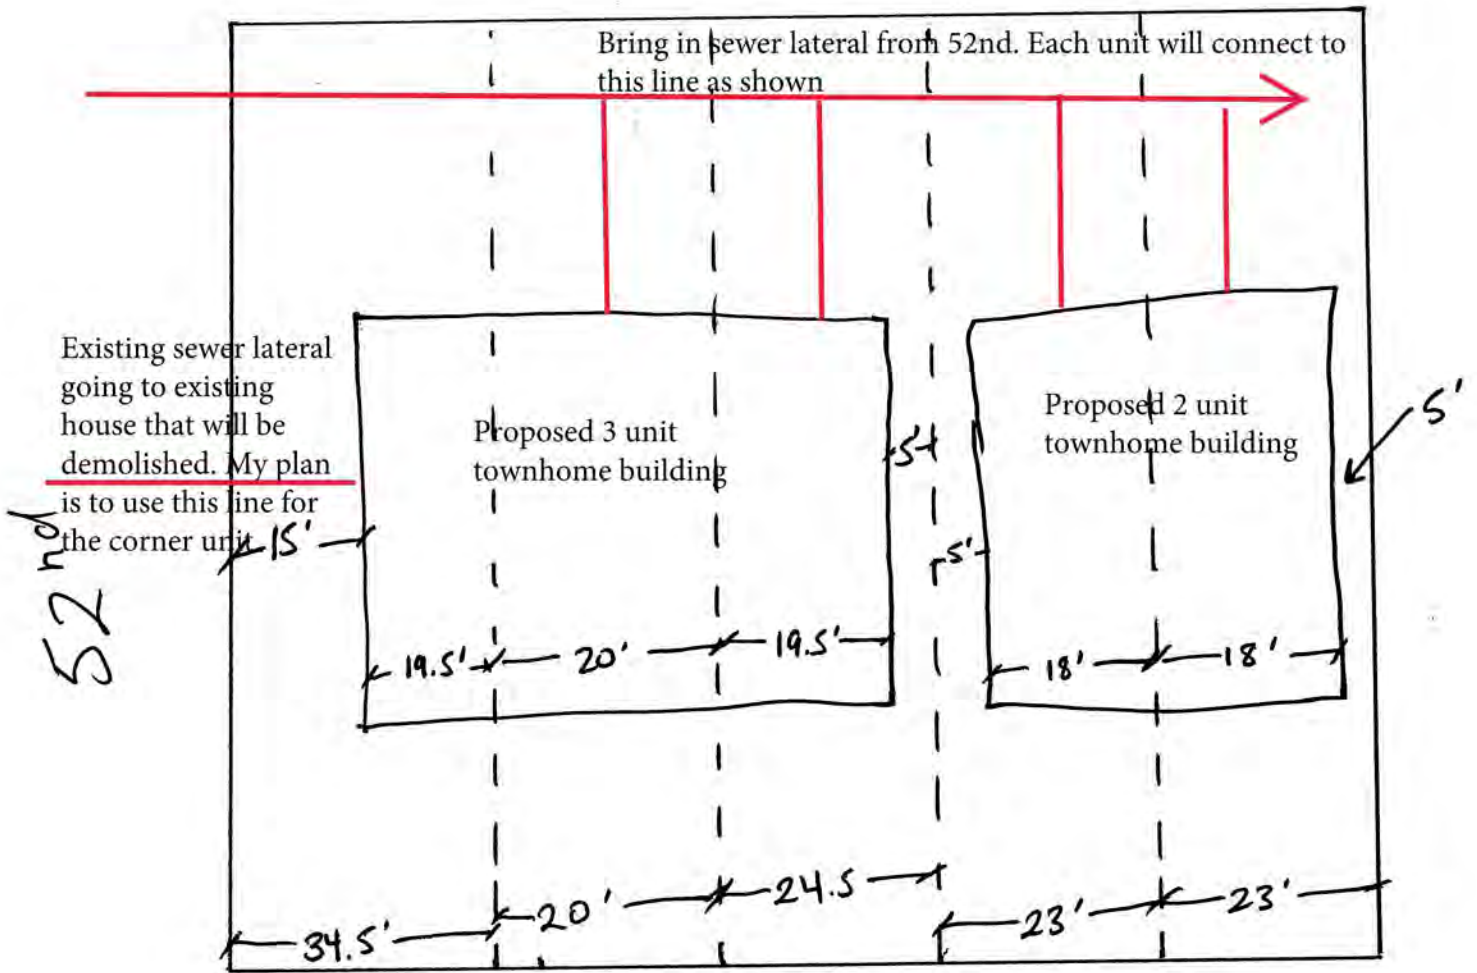 Bring in sewer lateral from 52nd. Each unit will connect to
this line as shown
Existing sewer lateral
going to existing
house that will be
demolished. My plan
is to use this line for
the corner unit
Proposed 3 unit
townhome building
Proposed 2 unit
townhome building
5'
5'
5'
15'
52nd
19.5'
20'
19.5'
18'
18'
34.5'
20'
24.5
23'
23'